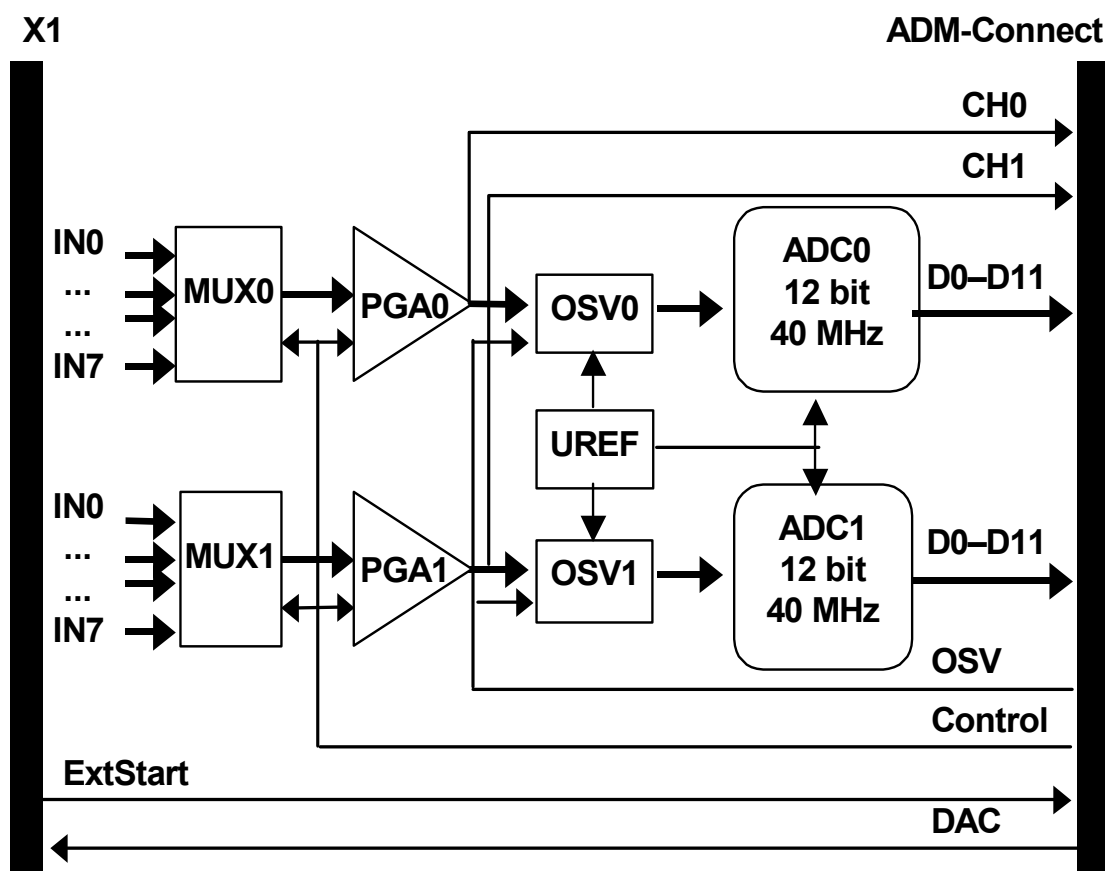 X1
ADM-Connect
CH0
CH1
IN0
...
...
IN7
MUX0
PGA0
OSV0
ADC0
12 bit
40 MHz
D0–D11
UREF
IN0
...
...
IN7
MUX1
PGA1
OSV1
ADC1
12 bit
40 MHz
D0–D11
OSV
Control
ExtStart
DAC